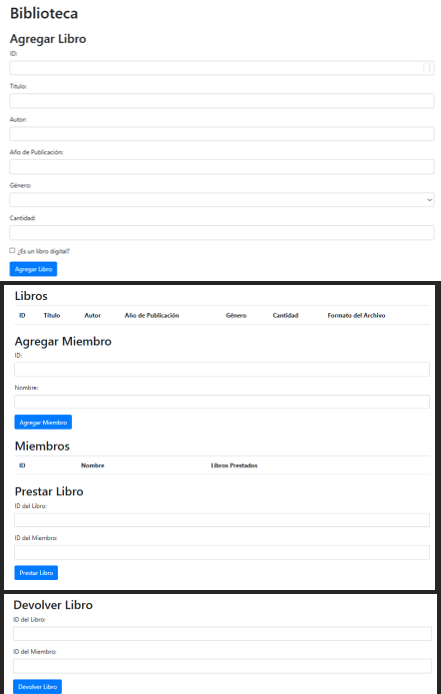 Biblioteca
Agregar Libro
ID:
Título:
Autor:
Año de Publicación:
Género:
Cantidad:
¿Es un libro digital?
Agregar Libro
Libros
ID Título Autor Año de Publicación Género Cantidad Formato del Archivo
Agregar Miembro
ID:
Nombre:
Agregar Miembro
Miembros
ID Nombre Libros Prestados
Prestar Libro
ID del Libro:
ID del Miembro:
Prestar Libro
Devolver Libro
ID del Libro:
ID del Miembro:
Devolver Libro